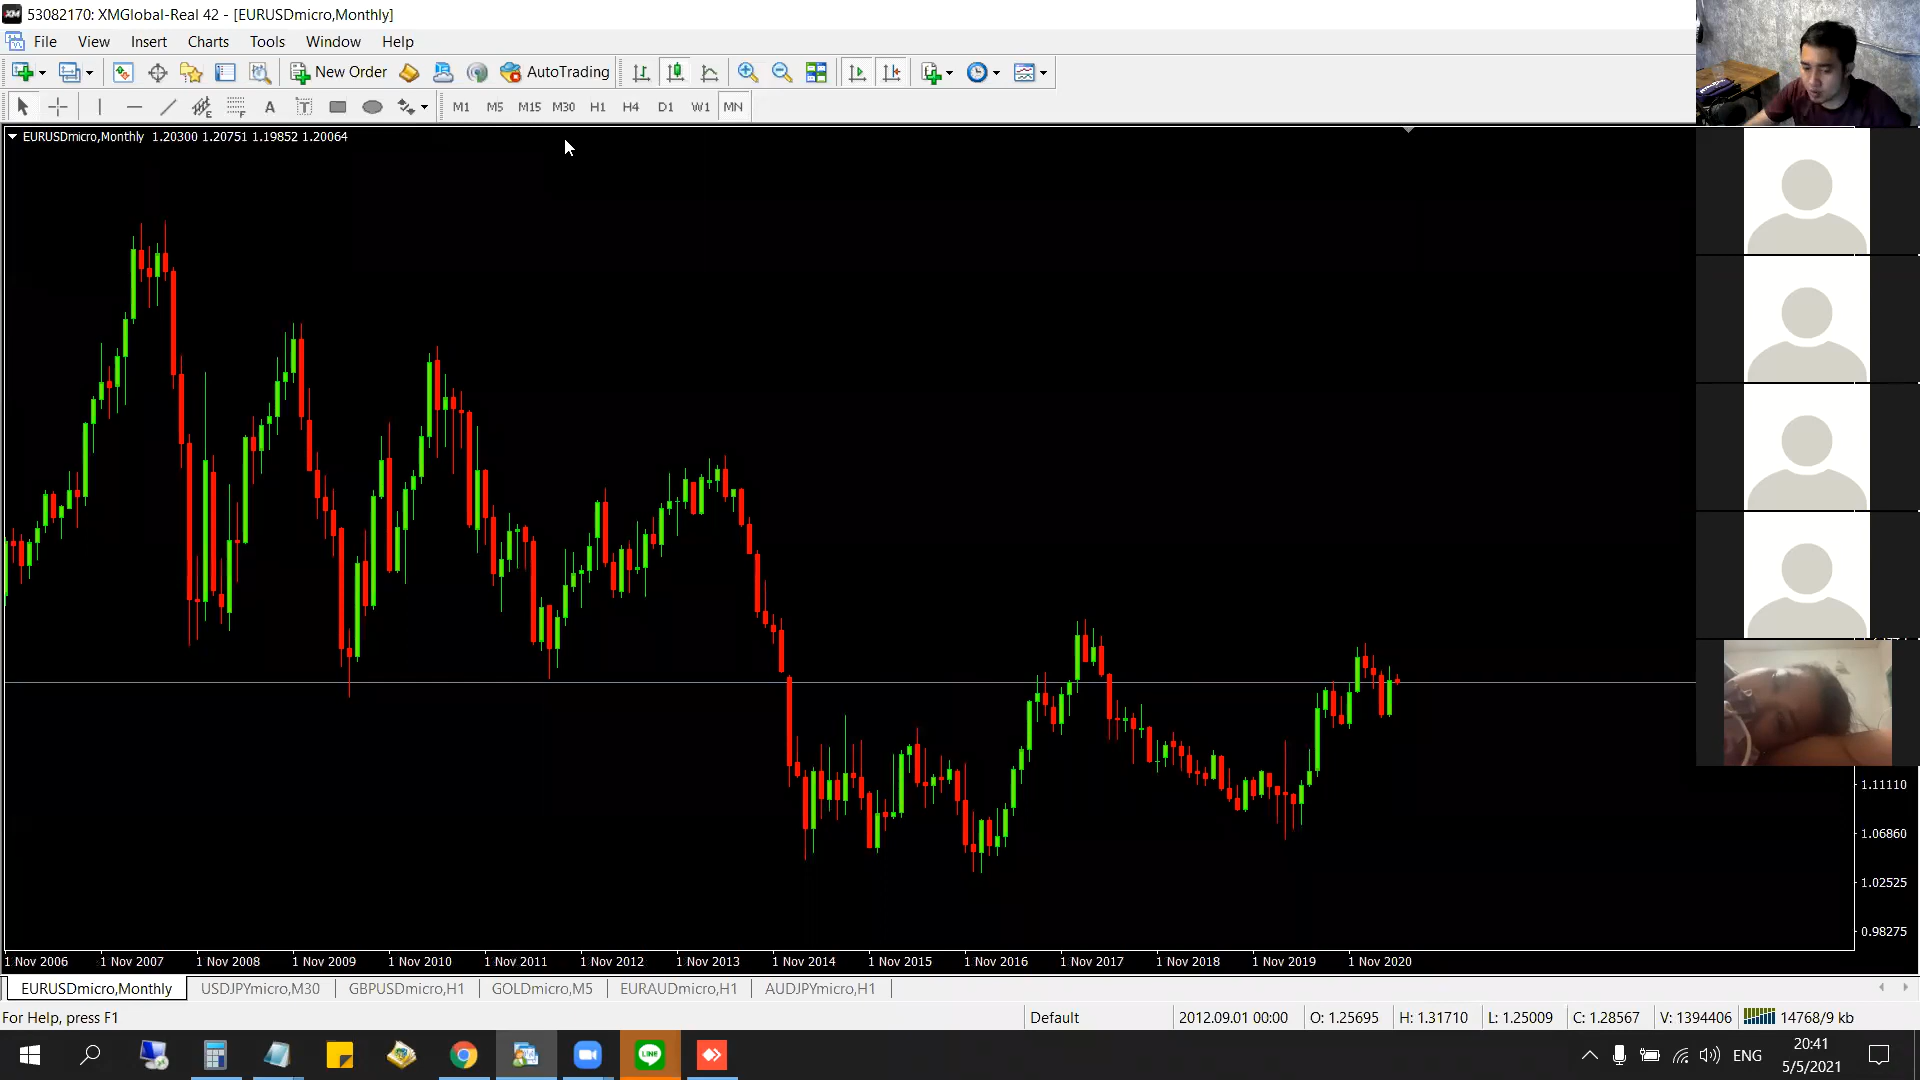 53082170: XMGlobal-Real 42 - [EURUSDmicro,Monthly]
File View Insert Charts Tools Window Help
New Order AutoTrading
A T M1 M5 M15 M30 H1 H4 D1 W1 MN
EURUSDmicro,Monthly 1.20300 1.20751 1.19852 1.20064
1.11110
1.06860
1.02525
0.98275
1 Nov 2006 1 Nov 2007 1 Nov 2008 1 Nov 2009 1 Nov 2010 1 Nov 2011 1 Nov 2012 1 Nov 2013 1 Nov 2014 1 Nov 2015 1 Nov 2016 1 Nov 2017 1 Nov 2018 1 Nov 2019 1 Nov 2020
EURUSDmicro,Monthly USDJPYmicro,M30 GBPUSDmicro,H1 GOLDmicro,M5 EURAUDmicro,H1 AUDJPYmicro,H1
For Help, press F1 Default 2012.09.01 00:00 O: 1.25695 H: 1.31710 L: 1.25009 C: 1.28567 V: 1394406 14768/9 kb
LINE ENG 20:41
5/5/2021